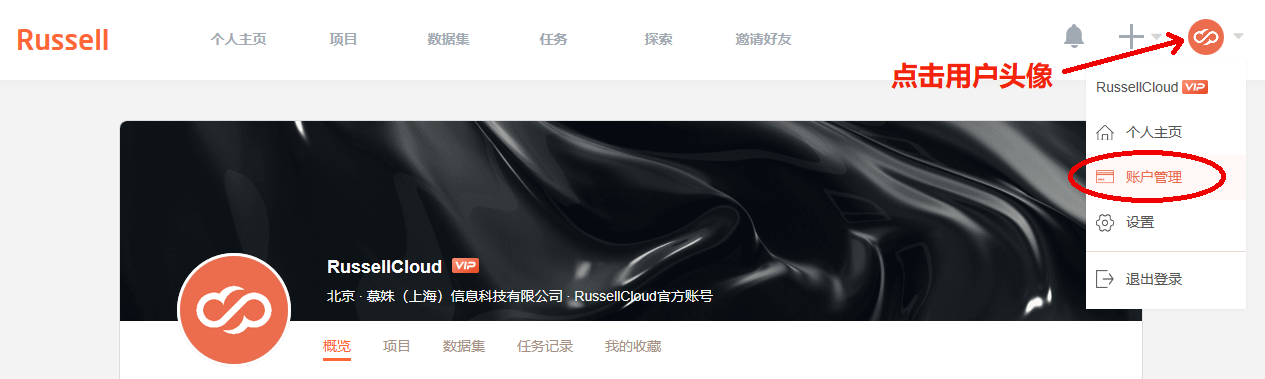 Russell
个人主页
项目
数据集
任务
探索
邀请好友
点击用户头像
RussellCloud VIP
个人主页
账户管理
设置
退出登录
RussellCloud VIP
北京 · 慕姝（上海）信息科技有限公司 · RussellCloud官方账号
概览
项目
数据集
任务记录
我的收藏